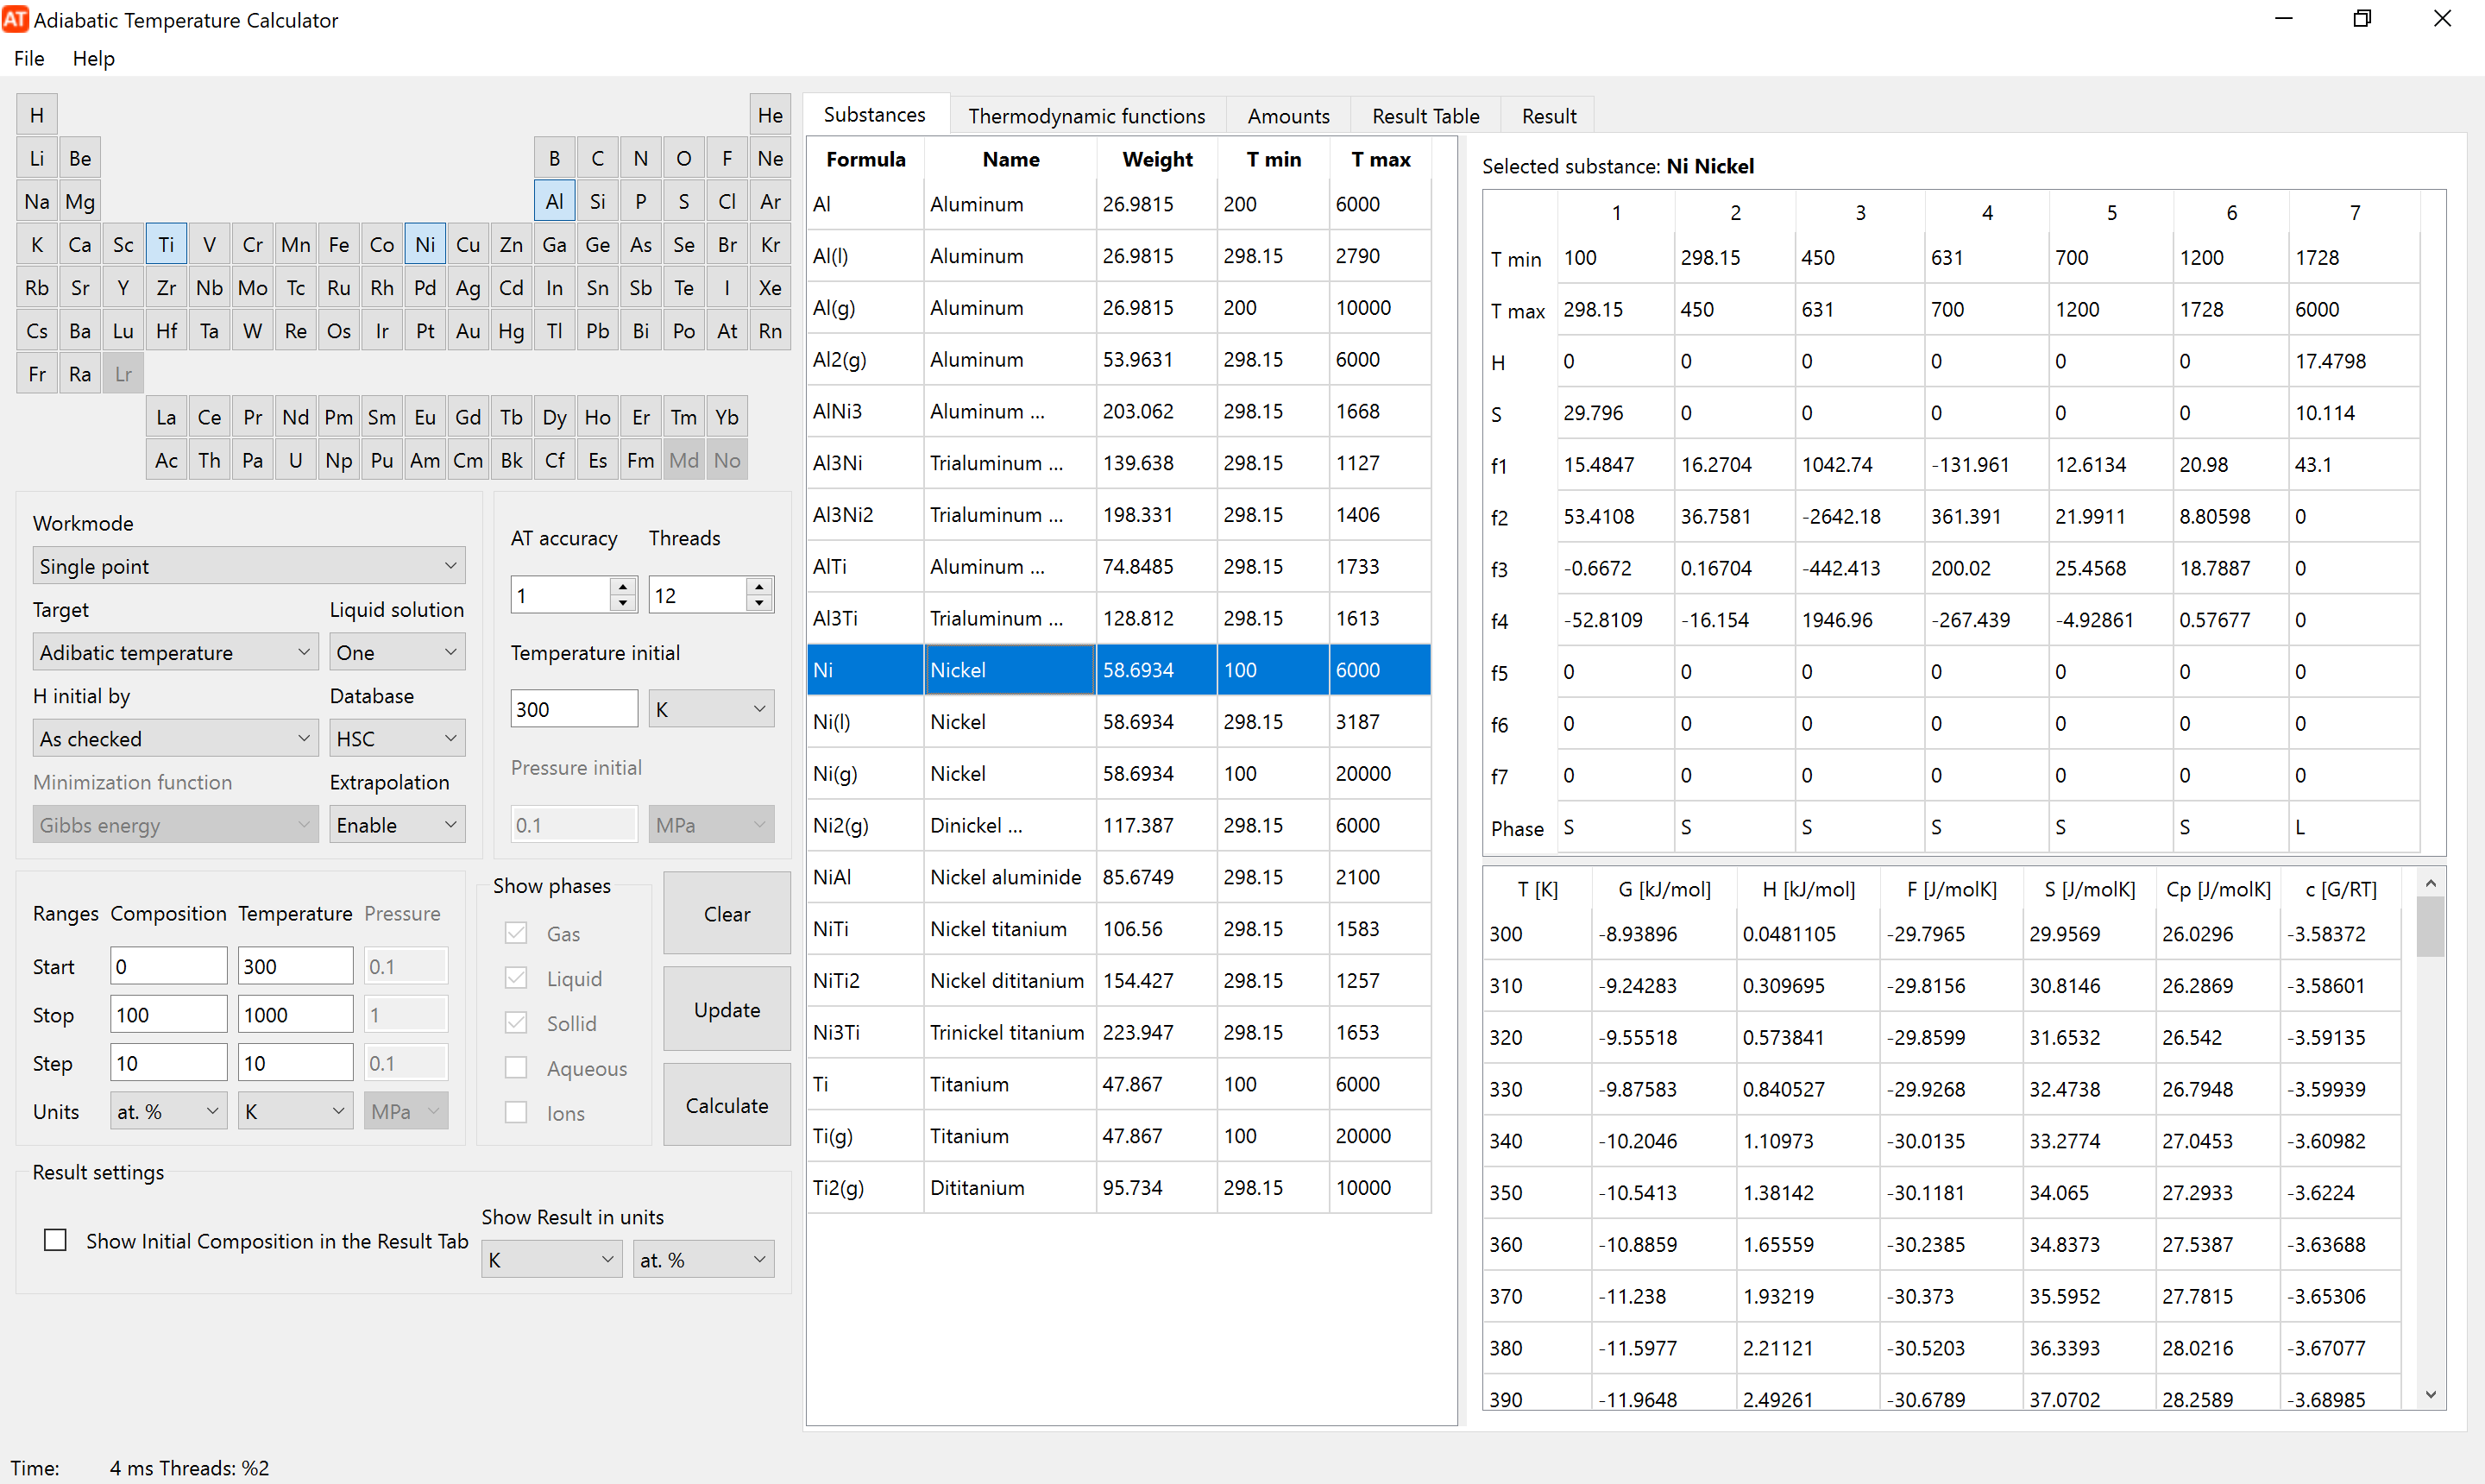 AT Adiabatic Temperature Calculator
File Help
H He
Li Be B C N O F Ne
Na Mg Al Si P S Cl Ar
K Ca Sc Ti V Cr Mn Fe Co Ni Cu Zn Ga Ge As Se Br Kr
Rb Sr Y Zr Nb Mo Tc Ru Rh Pd Ag Cd In Sn Sb Te I Xe
Cs Ba Lu Hf Ta W Re Os Ir Pt Au Hg Tl Pb Bi Po At Rn
Fr Ra Lr
La Ce Pr Nd Pm Sm Eu Gd Tb Dy Ho Er Tm Yb
Ac Th Pa U Np Pu Am Cm Bk Cf Es Fm Md No
Workmode
Single point
Target Liquid solution
Adibatic temperature One
H initial by Database
As checked HSC
Minimization function Extrapolation
Gibbs energy Enable
AT accuracy Threads
1 12
Temperature initial
300 K
Pressure initial
0.1 MPa
Ranges Composition Temperature Pressure
Start 0 300 0.1
Stop 100 1000 1
Step 10 10 0.1
Units at. % K MPa
Show phases
Gas
Liquid
Sollid
Aqueous
Ions
Clear
Update
Calculate
Result settings
Show Initial Composition in the Result Tab
Show Result in units
K at. %
Substances Thermodynamic functions Amounts Result Table Result
Formula Name Weight T min T max
Al Aluminum 26.9815 200 6000
Al(l) Aluminum 26.9815 298.15 2790
Al(g) Aluminum 26.9815 200 10000
Al2(g) Aluminum 53.9631 298.15 6000
AlNi3 Aluminum ... 203.062 298.15 1668
Al3Ni Trialuminum ... 139.638 298.15 1127
Al3Ni2 Trialuminum ... 198.331 298.15 1406
AlTi Aluminum ... 74.8485 298.15 1733
Al3Ti Trialuminum ... 128.812 298.15 1613
Ni Nickel 58.6934 100 6000
Ni(l) Nickel 58.6934 298.15 3187
Ni(g) Nickel 58.6934 100 20000
Ni2(g) Dinickel ... 117.387 298.15 6000
NiAl Nickel aluminide 85.6749 298.15 2100
NiTi Nickel titanium 106.56 298.15 1583
NiTi2 Nickel dititanium 154.427 298.15 1257
Ni3Ti Trinickel titanium 223.947 298.15 1653
Ti Titanium 47.867 100 6000
Ti(g) Titanium 47.867 100 20000
Ti2(g) Dititanium 95.734 298.15 10000
Selected substance: Ni Nickel
1 2 3 4 5 6 7
T min 100 298.15 450 631 700 1200 1728
T max 298.15 450 631 700 1200 1728 6000
H 0 0 0 0 0 0 17.4798
S 29.796 0 0 0 0 0 10.114
f1 15.4847 16.2704 1042.74 -131.961 12.6134 20.98 43.1
f2 53.4108 36.7581 -2642.18 361.391 21.9911 8.80598 0
f3 -0.6672 0.16704 -442.413 200.02 25.4568 18.7887 0
f4 -52.8109 -16.154 1946.96 -267.439 -4.92861 0.57677 0
f5 0 0 0 0 0 0 0
f6 0 0 0 0 0 0 0
f7 0 0 0 0 0 0 0
Phase S S S S S S L
T [K] G [kJ/mol] H [kJ/mol] F [J/molK] S [J/molK] Cp [J/molK] c [G/RT]
300 -8.93896 0.0481105 -29.7965 29.9569 26.0296 -3.58372
310 -9.24283 0.309695 -29.8156 30.8146 26.2869 -3.58601
320 -9.55518 0.573841 -29.8599 31.6532 26.542 -3.59135
330 -9.87583 0.840527 -29.9268 32.4738 26.7948 -3.59939
340 -10.2046 1.10973 -30.0135 33.2774 27.0453 -3.60982
350 -10.5413 1.38142 -30.1181 34.065 27.2933 -3.6224
360 -10.8859 1.65559 -30.2385 34.8373 27.5387 -3.63688
370 -11.238 1.93219 -30.373 35.5952 27.7815 -3.65306
380 -11.5977 2.21121 -30.5203 36.3393 28.0216 -3.67077
390 -11.9648 2.49261 -30.6789 37.0702 28.2589 -3.68985
Time: 4 ms Threads: %2